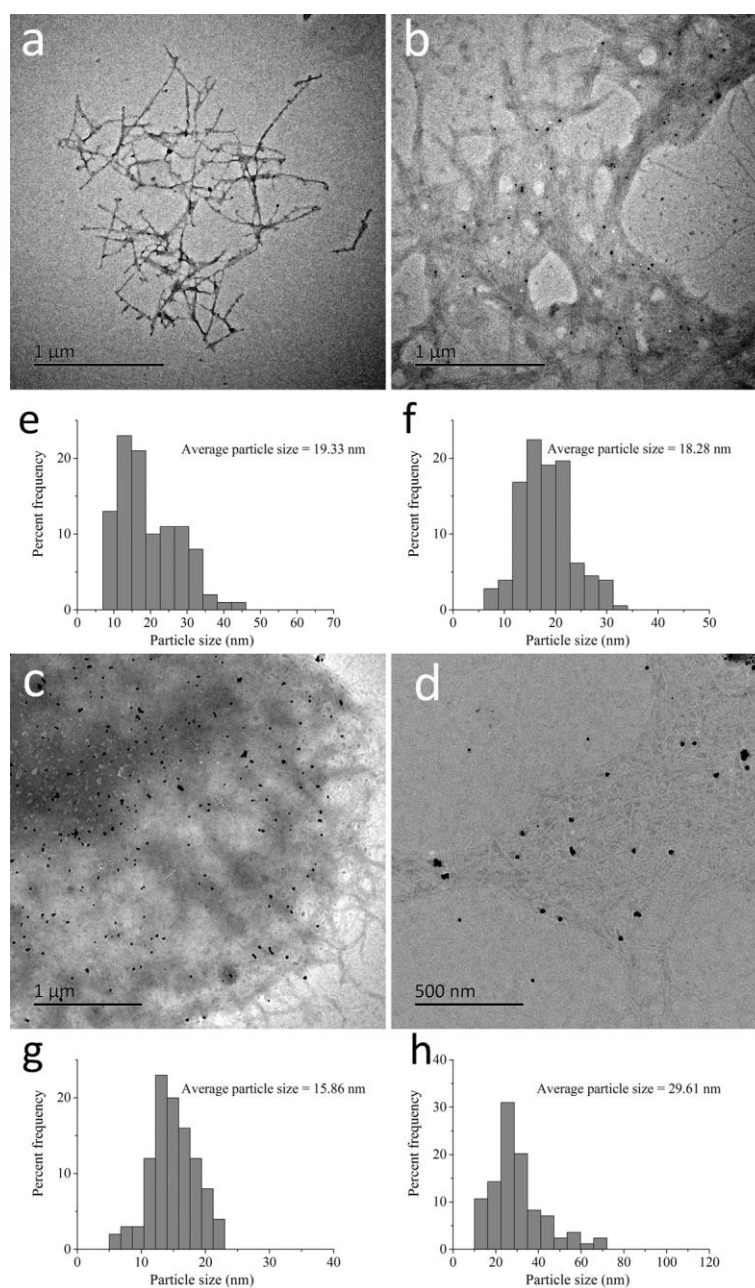 a
b
1 µm
1 µm
e
f
Average particle size = 19.33 nm
Average particle size = 18.28 nm
Percent frequency
Percent frequency
20
10
0
20
10
0
0 10 20 30 40 50 60 70
0 10 20 30 40 50
Particle size (nm)
Particle size (nm)
c
d
1 µm
500 nm
g
h
Average particle size = 15.86 nm
Average particle size = 29.61 nm
Percent frequency
Percent frequency
20
10
0
40
30
20
10
0
0 10 20 30 40
0 20 40 60 80 100 120
Particle size (nm)
Particle size (nm)